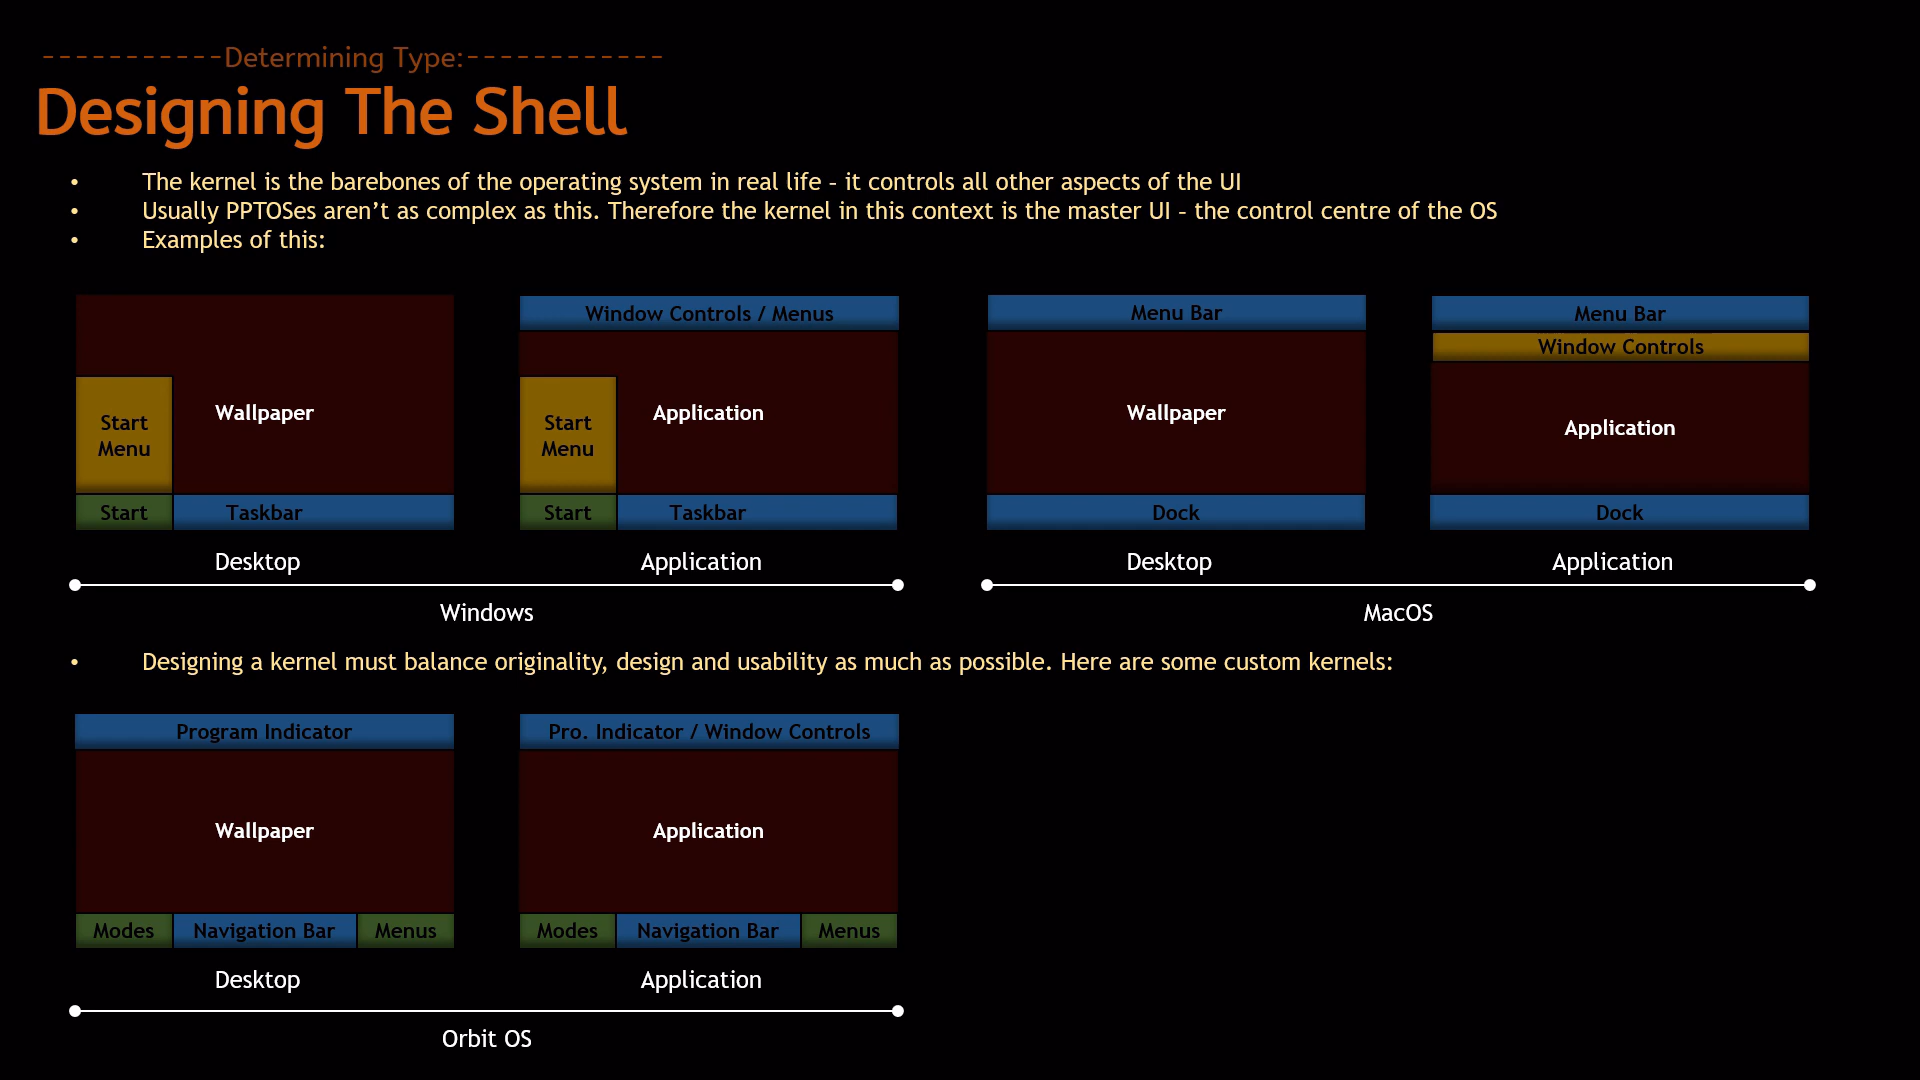 -----------Determining Type:------------
Designing The Shell
• The kernel is the barebones of the operating system in real life – it controls all other aspects of the UI
• Usually PPTOSes aren’t as complex as this. Therefore the kernel in this context is the master UI – the control centre of the OS
• Examples of this:
Wallpaper
Start
Menu
Start
Taskbar
Desktop
Window Controls / Menus
Application
Start
Menu
Start
Taskbar
Application
Windows
Menu Bar
Wallpaper
Dock
Desktop
Menu Bar
Window Controls
Application
Dock
Application
MacOS
• Designing a kernel must balance originality, design and usability as much as possible. Here are some custom kernels:
Program Indicator
Wallpaper
Modes
Navigation Bar
Menus
Desktop
Pro. Indicator / Window Controls
Application
Modes
Navigation Bar
Menus
Application
Orbit OS